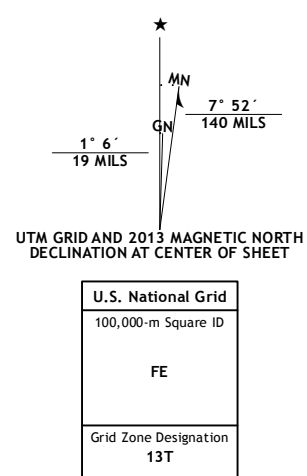 ★
MN
7° 52´
140 MILS
GN
1° 6´
19 MILS
UTM GRID AND 2013 MAGNETIC NORTH
DECLINATION AT CENTER OF SHEET
U.S. National Grid
100,000-m Square ID
FE
Grid Zone Designation
13T